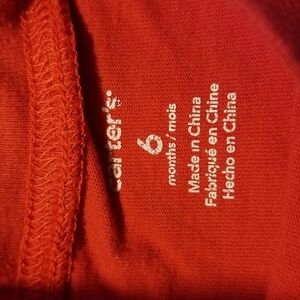 carter's
6
months / mois
Made in China
Fabriqué en Chine
Hecho en China